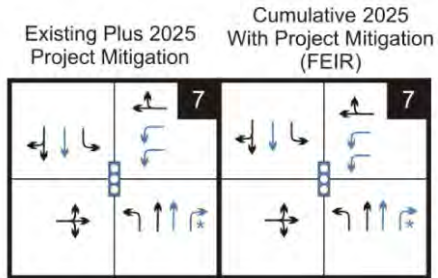 Existing Plus 2025
Project Mitigation
Cumulative 2025
With Project Mitigation
(FEIR)
7
7
*
*